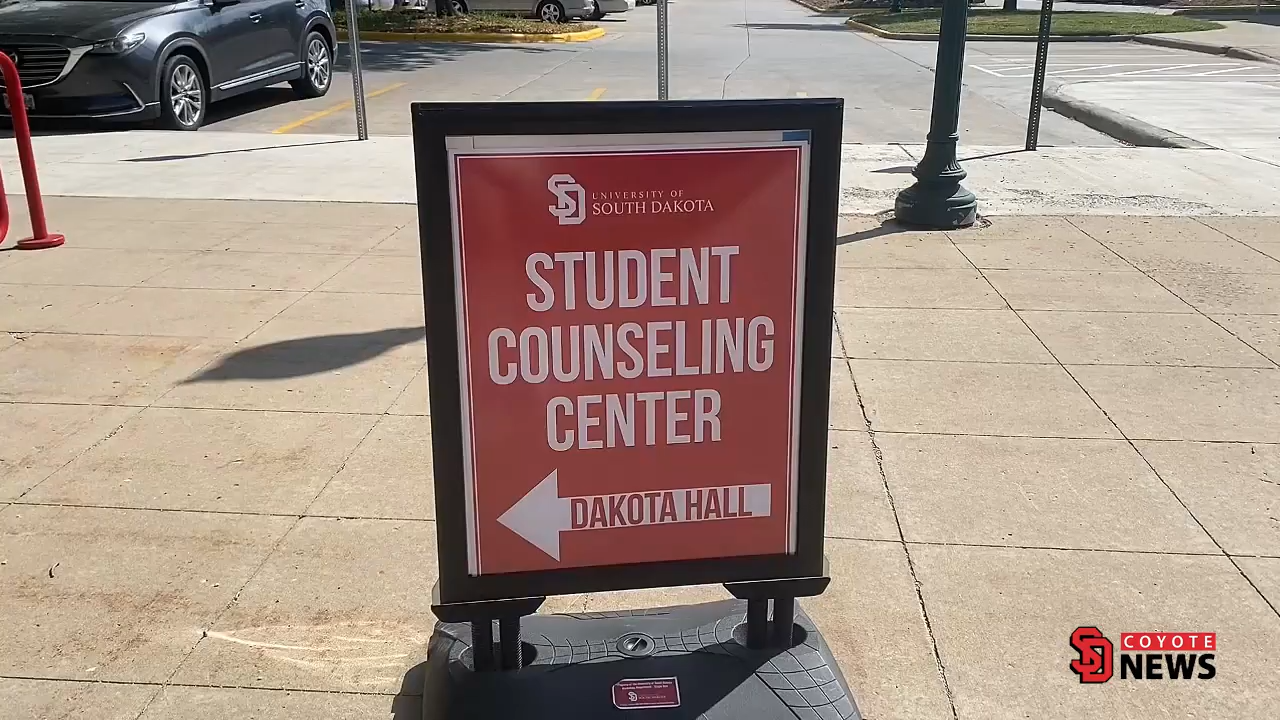 SD UNIVERSITY OF
SOUTH DAKOTA
STUDENT
COUNSELING
CENTER
DAKOTA HALL
SD COYOTE
NEWS